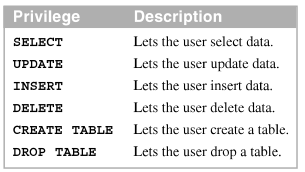 Privilege Description
SELECT Lets the user select data.
UPDATE Lets the user update data.
INSERT Lets the user insert data.
DELETE Lets the user delete data.
CREATE TABLE Lets the user create a table.
DROP TABLE Lets the user drop a table.